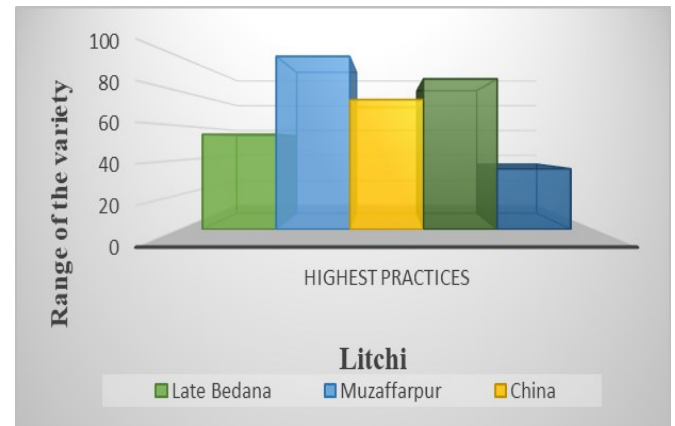 Range of the variety
100
80
60
40
20
0
HIGHEST PRACTICES
Litchi
Late Bedana Muzaffarpur China